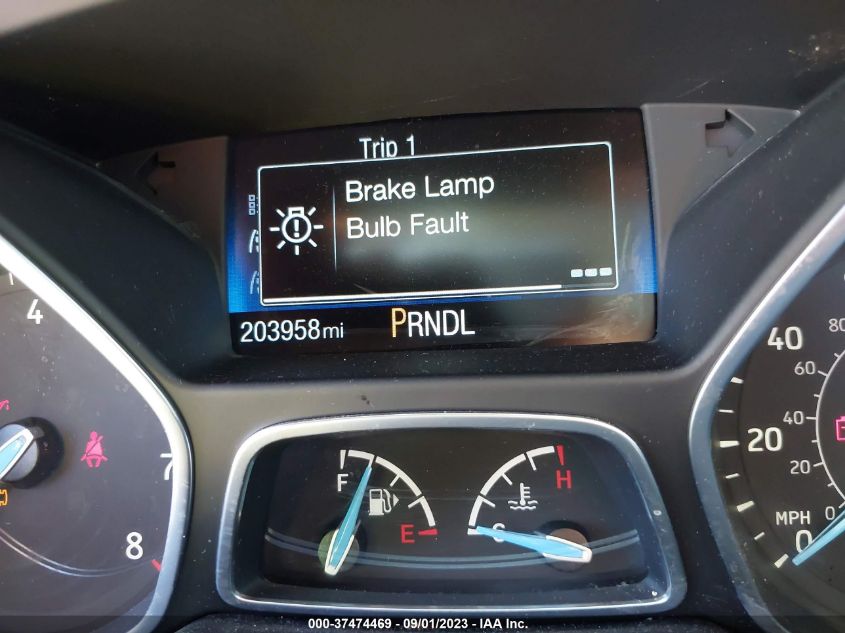 Trip 1
Brake Lamp
Bulb Fault
203958mi
PRNDL
4
7
8
F
E
C
H
40
20
0
MPH
80
60
40
20
0
000-37474469 - 09/01/2023 - IAA Inc.